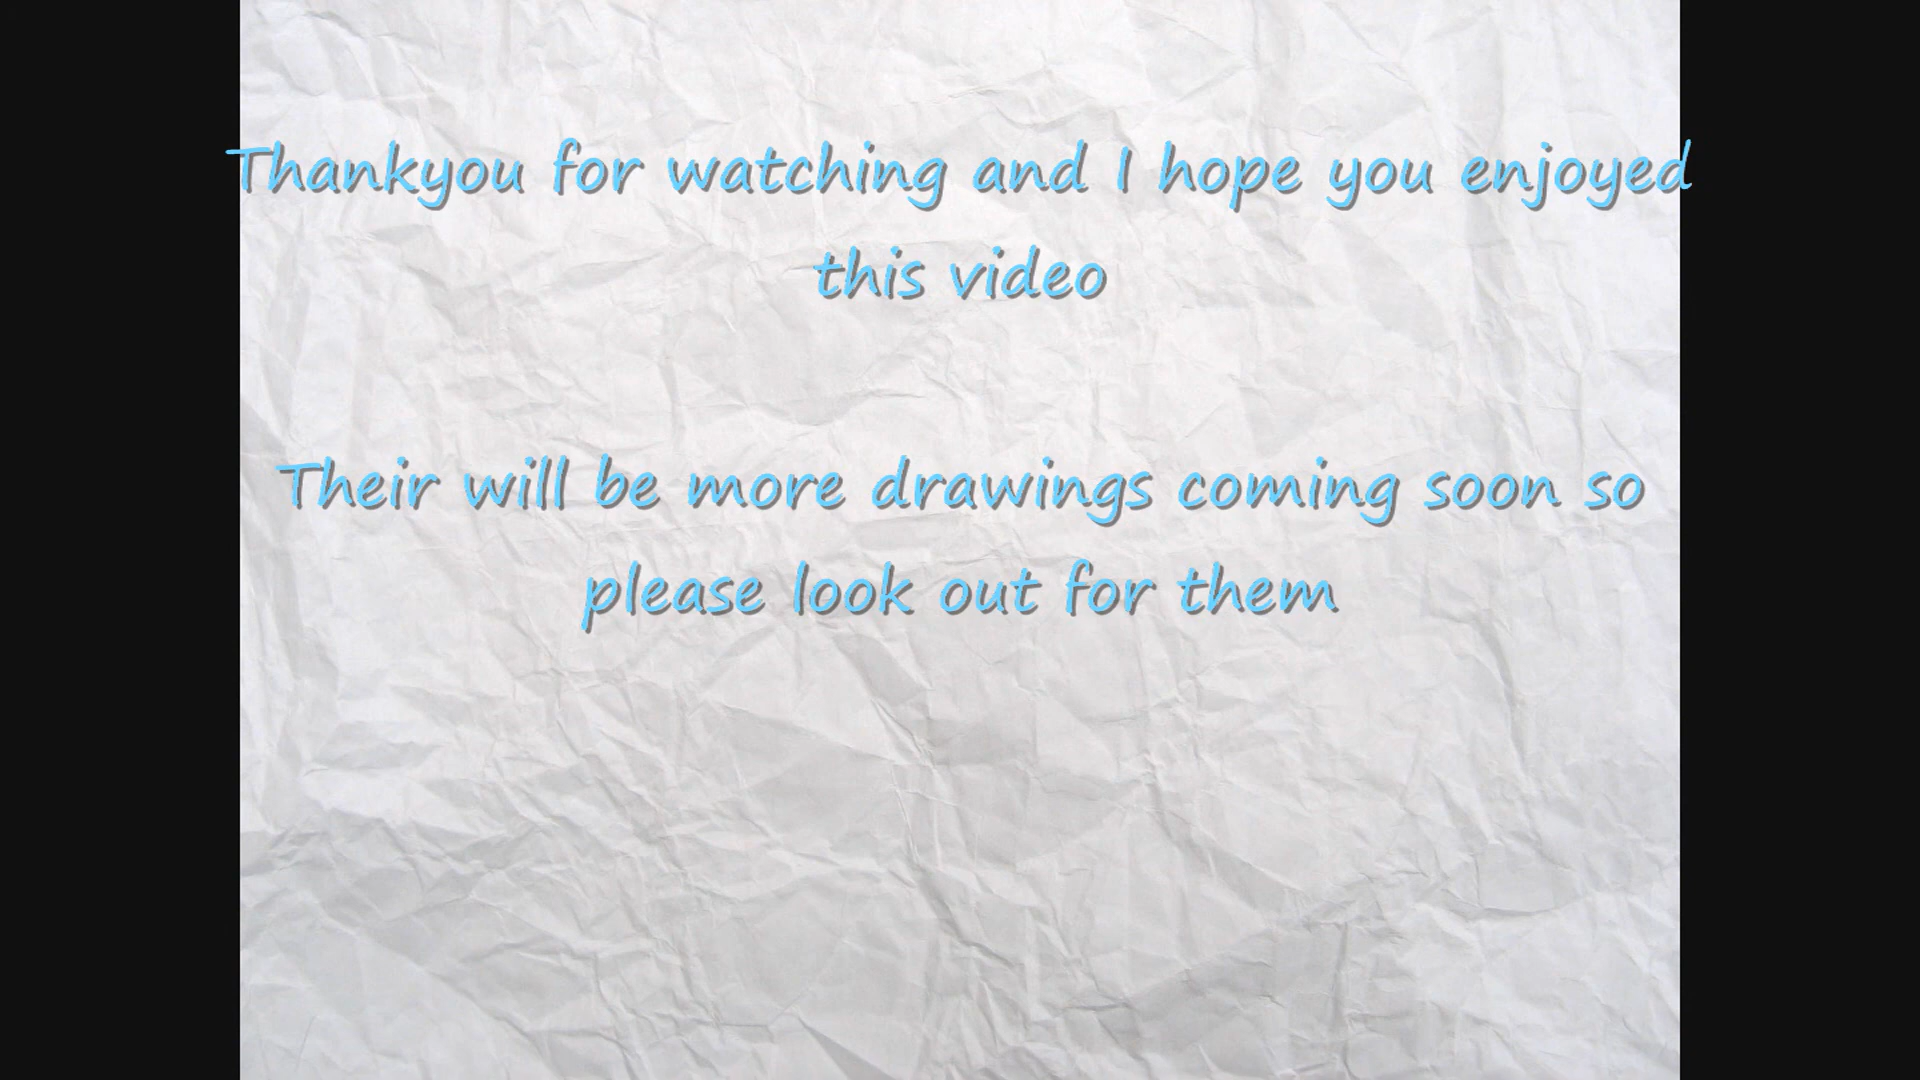 Thankyou for watching and I hope you enjoyed
this video
Their will be more drawings coming soon so
please look out for them